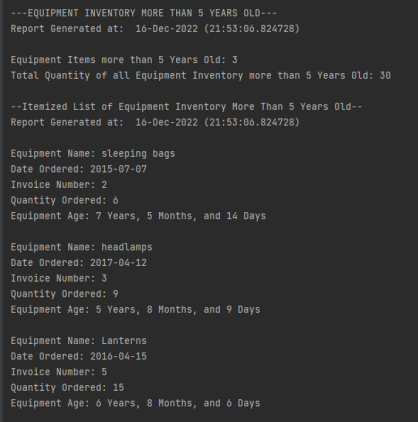 ---EQUIPMENT INVENTORY MORE THAN 5 YEARS OLD---
Report Generated at:  16-Dec-2022 (21:53:06.824728)
Equipment Items more than 5 Years Old: 3
Total Quantity of all Equipment Inventory more than 5 Years Old: 30
--Itemized List of Equipment Inventory More Than 5 Years Old--
Report Generated at:  16-Dec-2022 (21:53:06.824728)
Equipment Name: sleeping bags
Date Ordered: 2015-07-07
Invoice Number: 2
Quantity Ordered: 6
Equipment Age: 7 Years, 5 Months, and 14 Days
Equipment Name: headlamps
Date Ordered: 2017-04-12
Invoice Number: 3
Quantity Ordered: 9
Equipment Age: 5 Years, 8 Months, and 9 Days
Equipment Name: Lanterns
Date Ordered: 2016-04-15
Invoice Number: 5
Quantity Ordered: 15
Equipment Age: 6 Years, 8 Months, and 6 Days